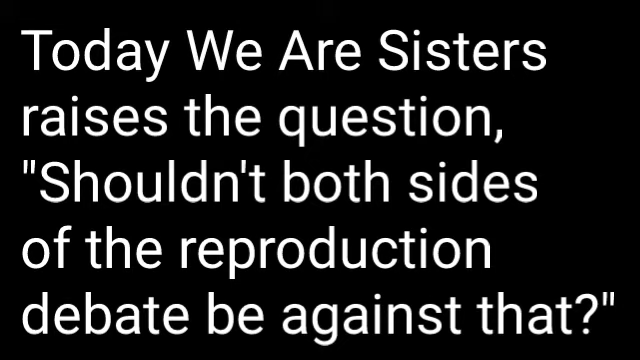 Today We Are Sisters
raises the question,
"Shouldn't both sides
of the reproduction
debate be against that?"